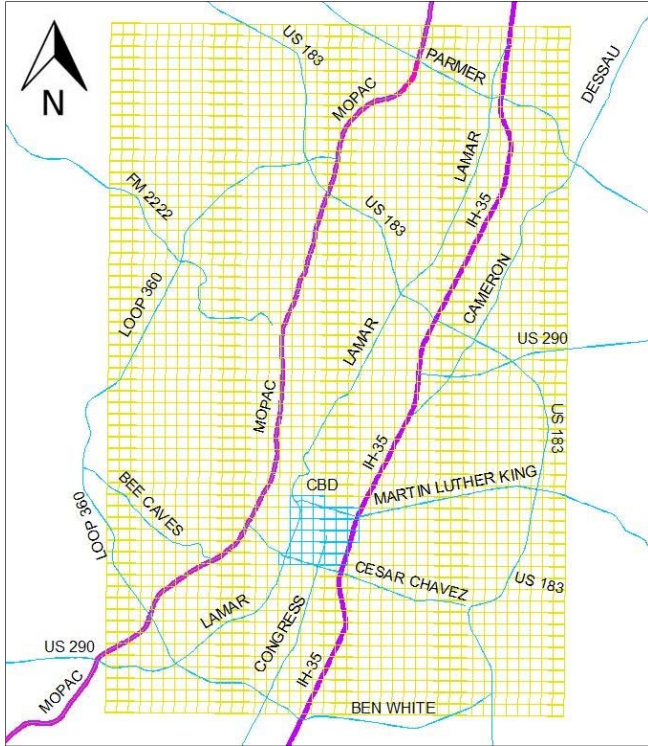 US 183
PARMER
DESSAU
MOPAC
N
LAMAR
FM 2222
US 183
IH-35
LOOP 360
CAMERON
LAMAR
US 290
MOPAC
US 183
IH-35
CBD
BEE CAVES
MARTIN LUTHER KING
LOOP 360
CESAR CHAVEZ
US 183
LAMAR
CONGRESS
US 290
IH-35
MOPAC
BEN WHITE